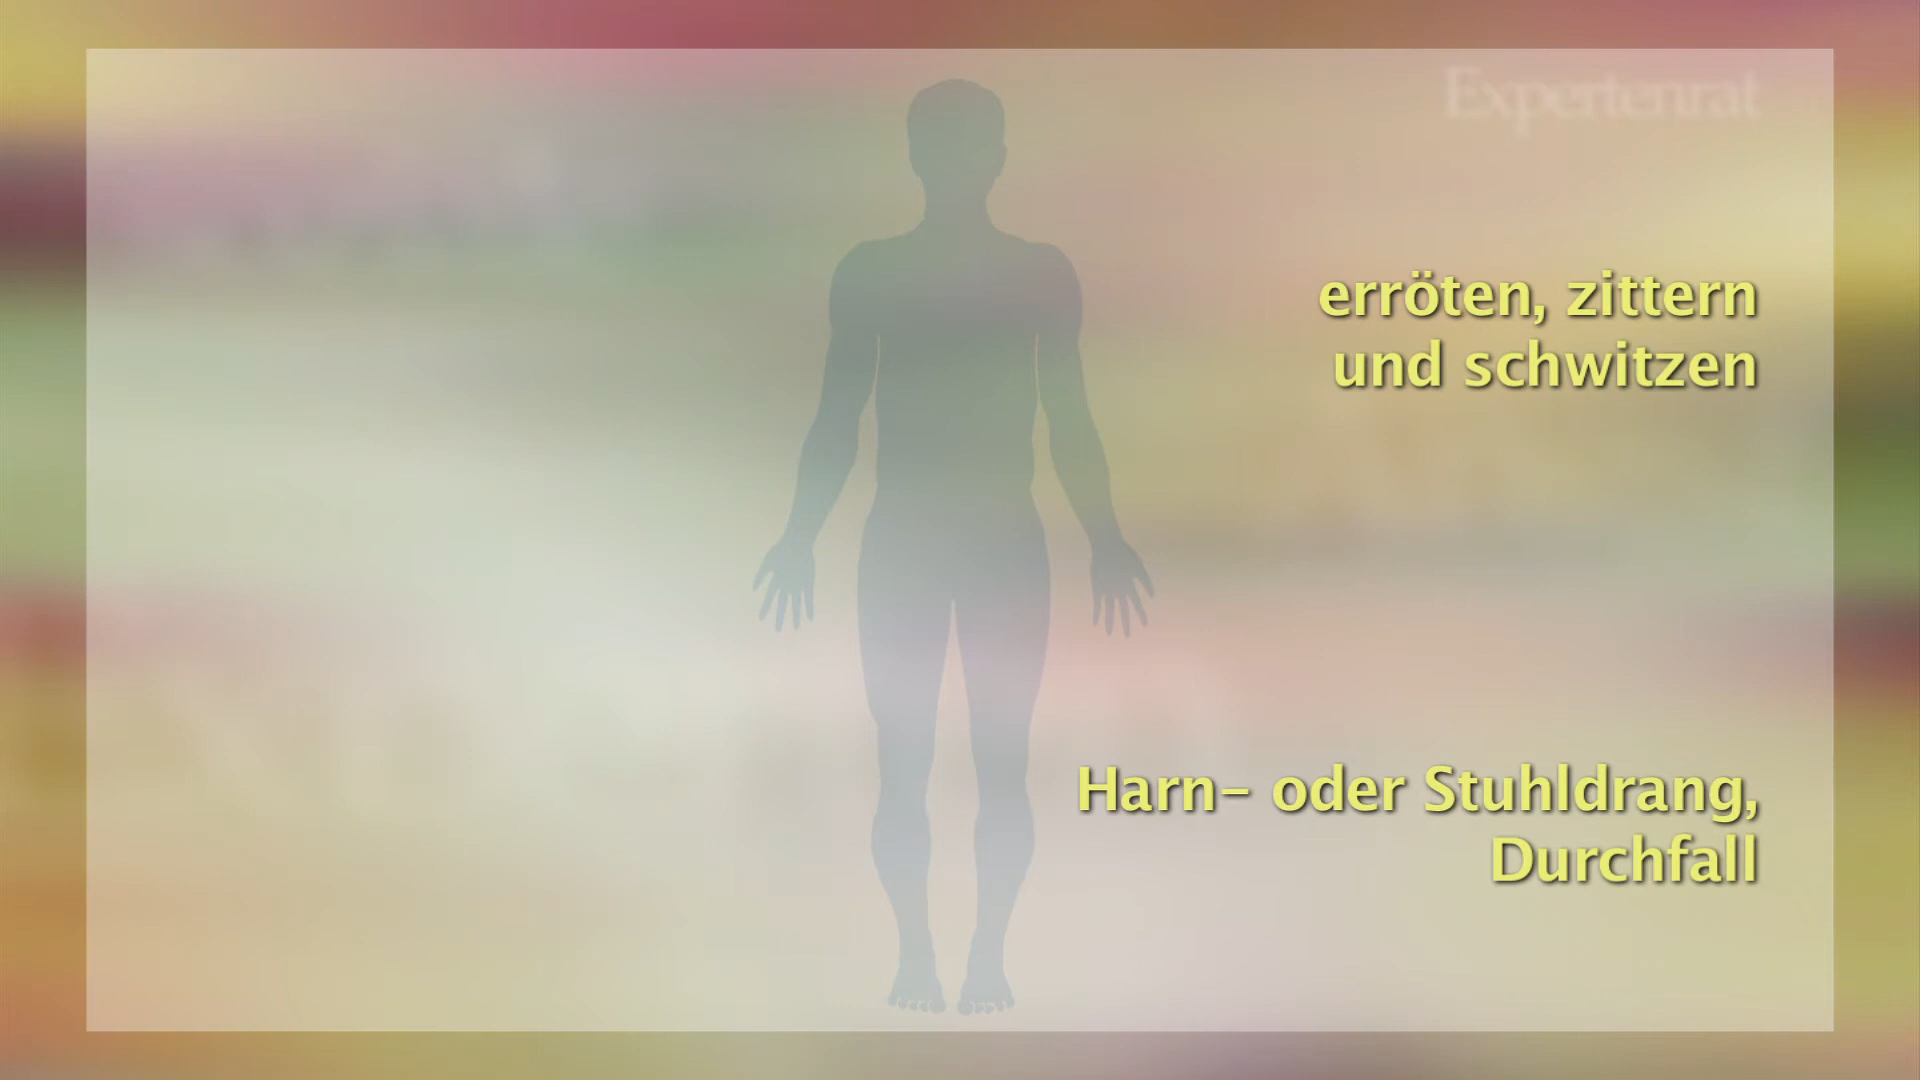 Expertenrat
erröten, zittern
und schwitzen
Harn- oder Stuhldrang,
Durchfall